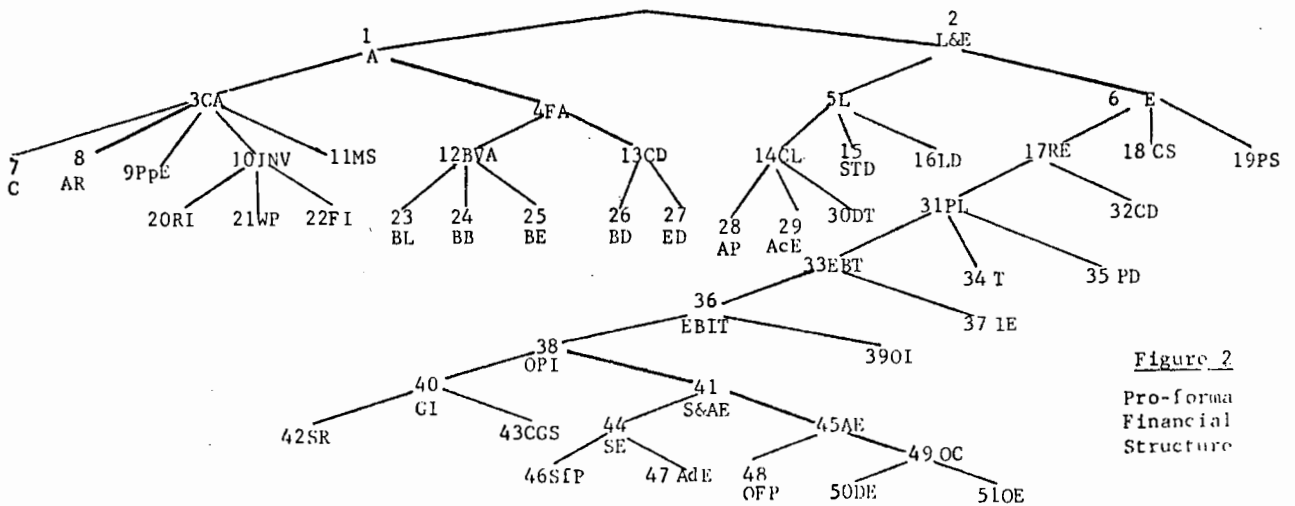 1
A
2
L&E
3CA
4FA
5L
6 E
7
C
8
AR
9PpE
10INV
11MS
12BVA
13CD
14CL
15
STD
16LD
17RE
18 CS
19PS
20RI
21WP
22FI
23
BL
24
BB
25
BE
26
BD
27
ED
28
AP
29
AcE
30DT
31PL
32CD
33EBT
34 T
35 PD
36
EBIT
37 IE
38
OPI
39OI
40
GI
41
S&AE
42SR
43CGS
44
SE
45AE
46SfP
47 AdE
48
OFP
49 OC
50DE
51OE
Figure 2
Pro-forma
Financial
Structure